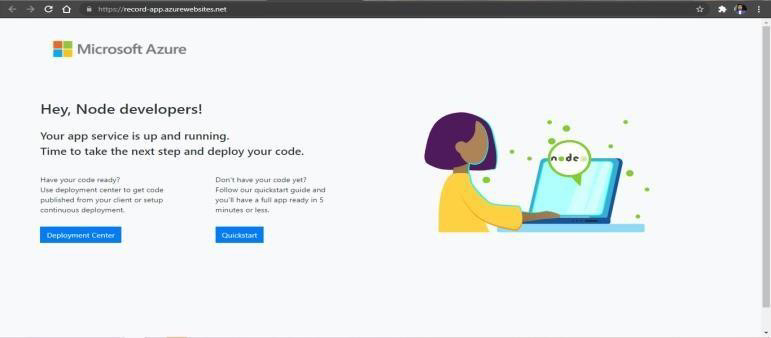 https://record-app.azurewebsites.net
Microsoft Azure
Hey, Node developers!
Your app service is up and running.
Time to take the next step and deploy your code.
Have your code ready?
Use deployment center to get code
published from your client or setup
continuous deployment.
Deployment Center
Don't have your code yet?
Follow our quickstart guide and
you'll have a full app ready in 5
minutes or less.
Quickstart
node